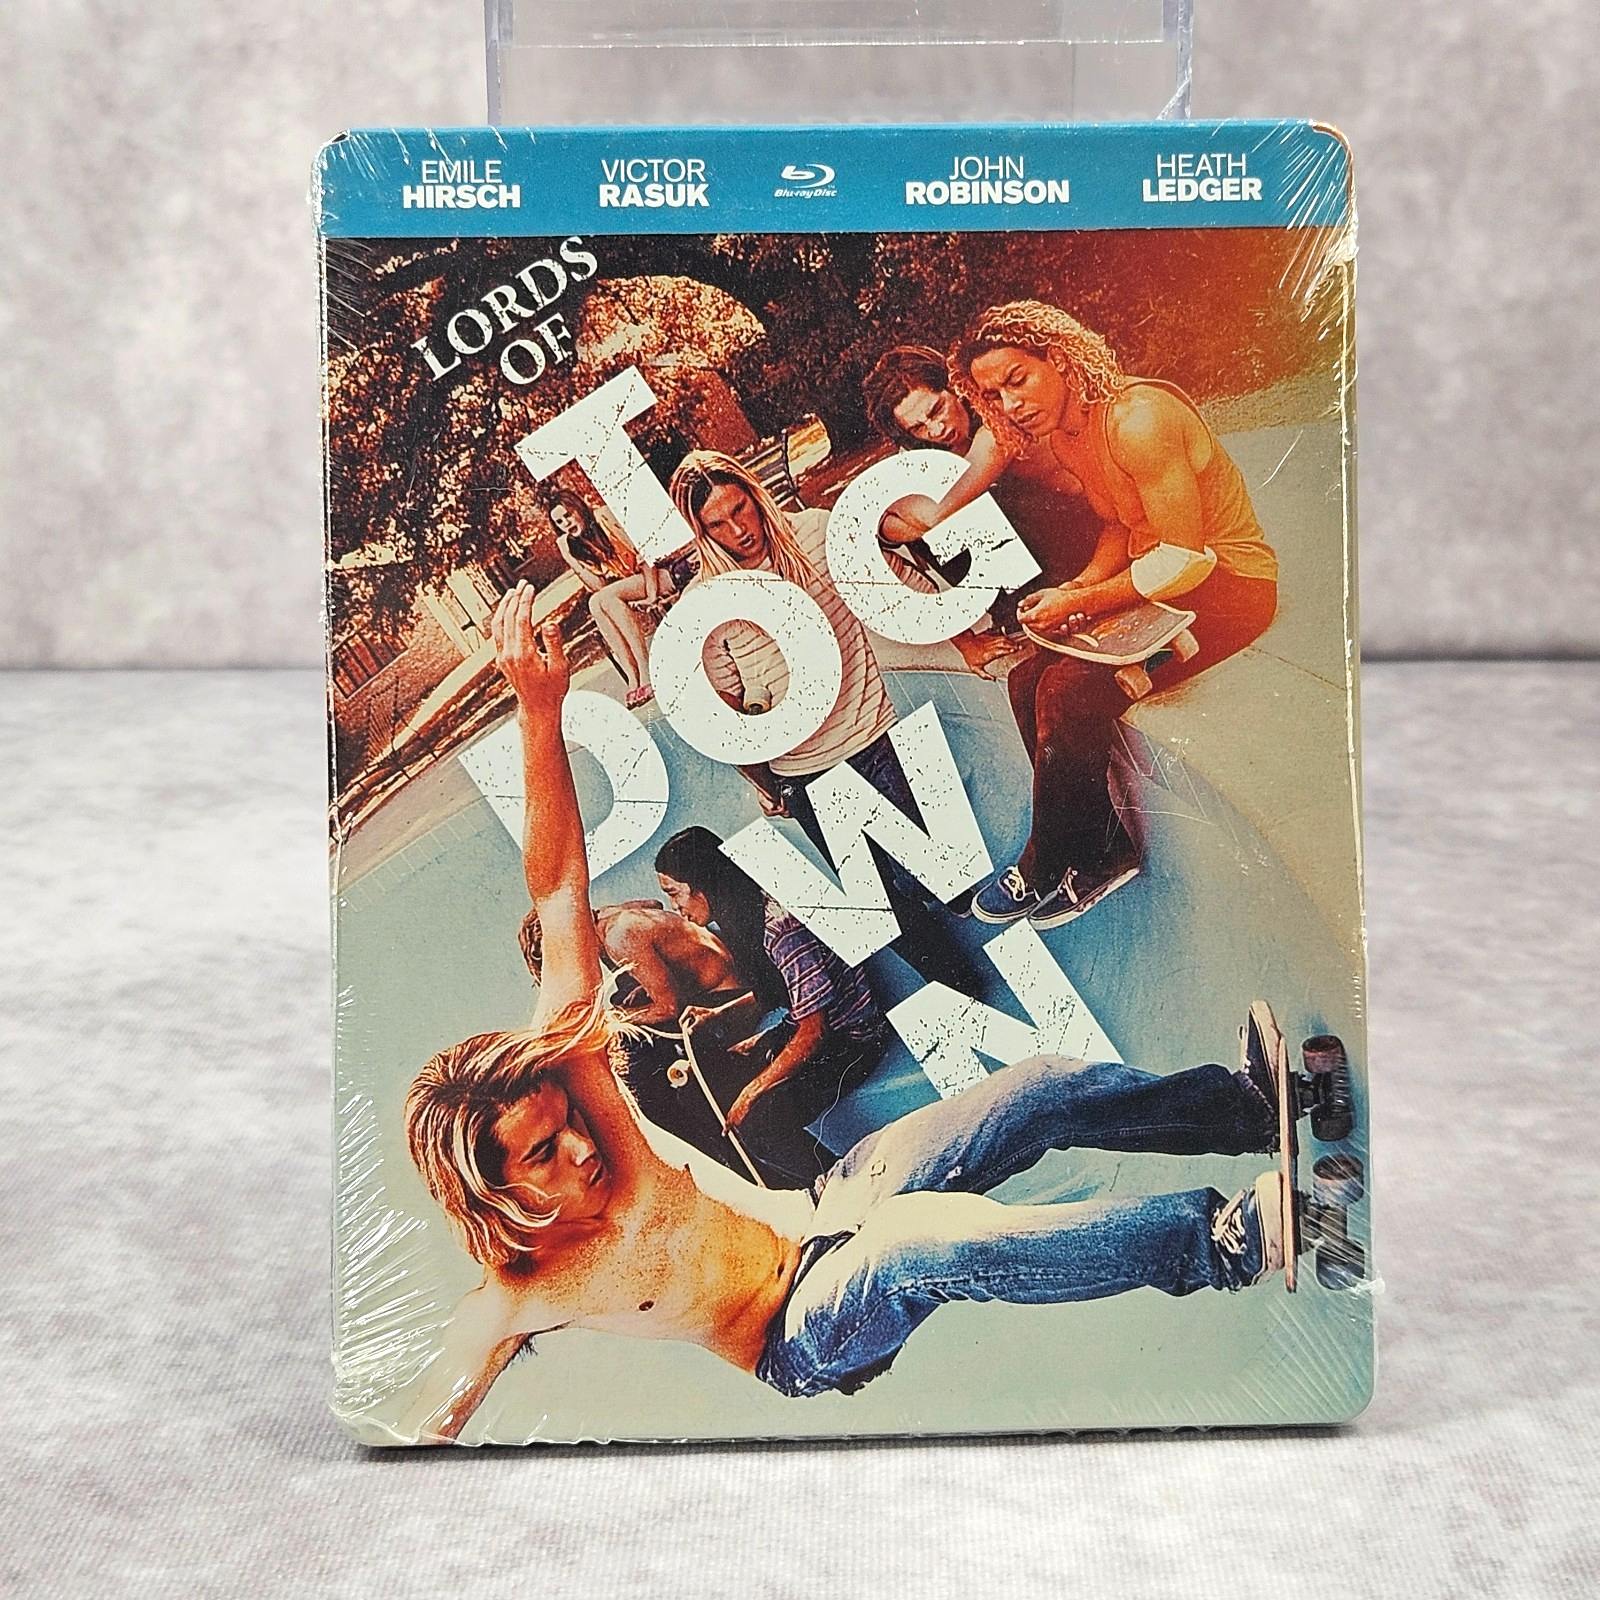 EMILE
HIRSCH
VICTOR
RASUK
Blu-ray Disc
JOHN
ROBINSON
HEATH
LEDGER
LORDS
OF
DOG
TOWN